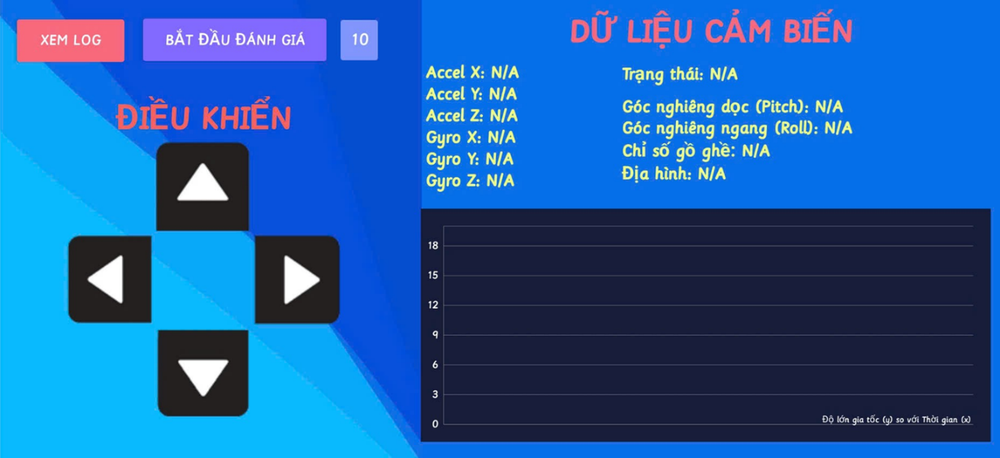 XEM LOG
BẮT ĐẦU ĐÁNH GIÁ
10
ĐIỀU KHIỂN
DỮ LIỆU CẢM BIẾN
Accel X: N/A
Accel Y: N/A
Accel Z: N/A
Gyro X: N/A
Gyro Y: N/A
Gyro Z: N/A
Trạng thái: N/A
Góc nghiêng dọc (Pitch): N/A
Góc nghiêng ngang (Roll): N/A
Chỉ số gồ ghề: N/A
Địa hình: N/A
18
15
12
9
6
3
0
Độ lớn gia tốc (y) so với Thời gian (x)